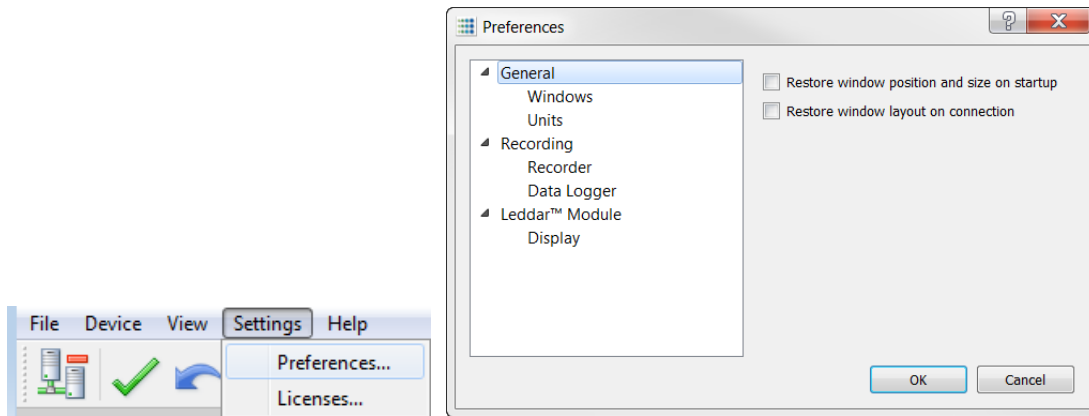 File Device View Settings Help
Preferences...
Licenses...
Preferences
General
Windows
Units
Recording
Recorder
Data Logger
Leddar™ Module
Display
Restore window position and size on startup
Restore window layout on connection
OK Cancel